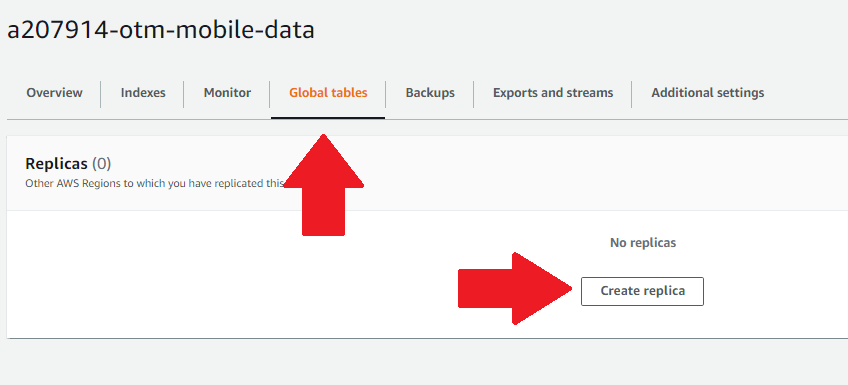 a207914-otm-mobile-data
Overview Indexes Monitor Global tables Backups Exports and streams Additional settings
Replicas (0)
Other AWS Regions to which you have replicated this
No replicas
Create replica